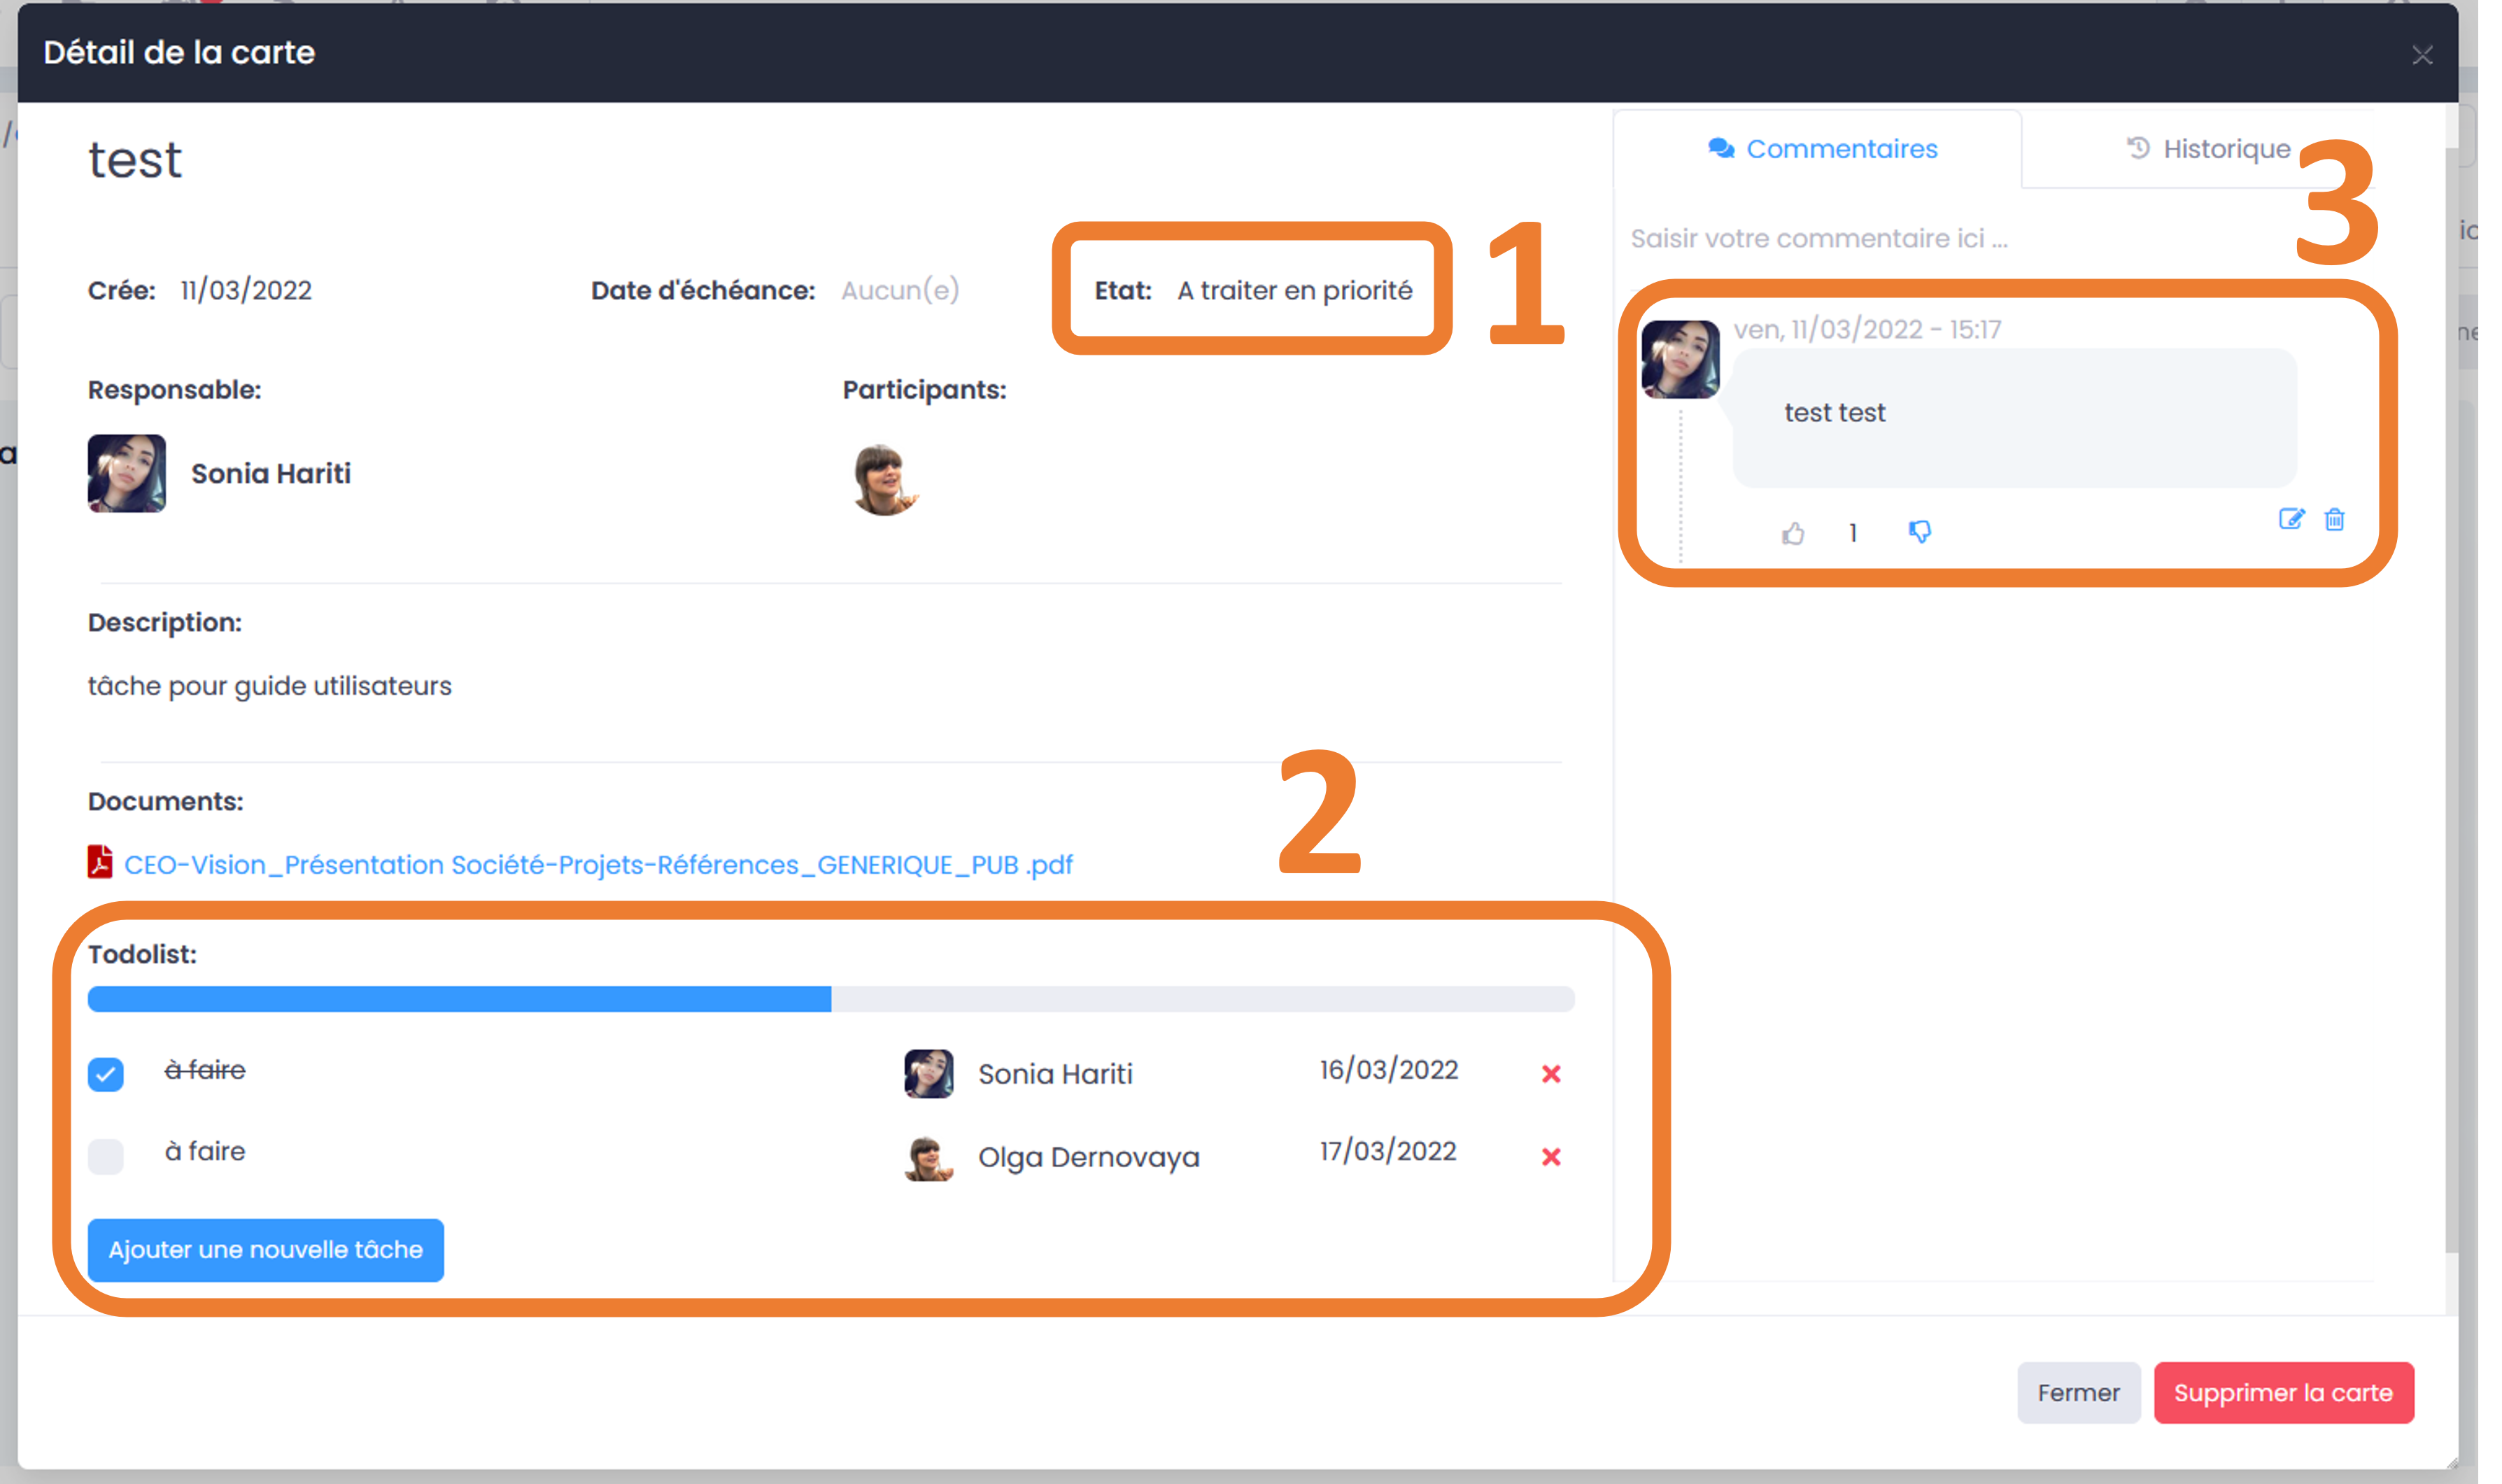 Détail de la carte
test
Crée: 11/03/2022 Date d'échéance: Aucun(e) Etat: A traiter en priorité
1
Responsable: Participants:
Sonia Hariti
Description:
tâche pour guide utilisateurs
2
Documents:
CEO-Vision_Présentation Société-Projets-Références_GENERIQUE_PUB .pdf
Todolist:
à faire Sonia Hariti 16/03/2022
à faire Olga Dernovaya 17/03/2022
Ajouter une nouvelle tâche
Commentaires Historique
3
Saisir votre commentaire ici ...
ven, 11/03/2022 - 15:17
test test
1
Fermer Supprimer la carte